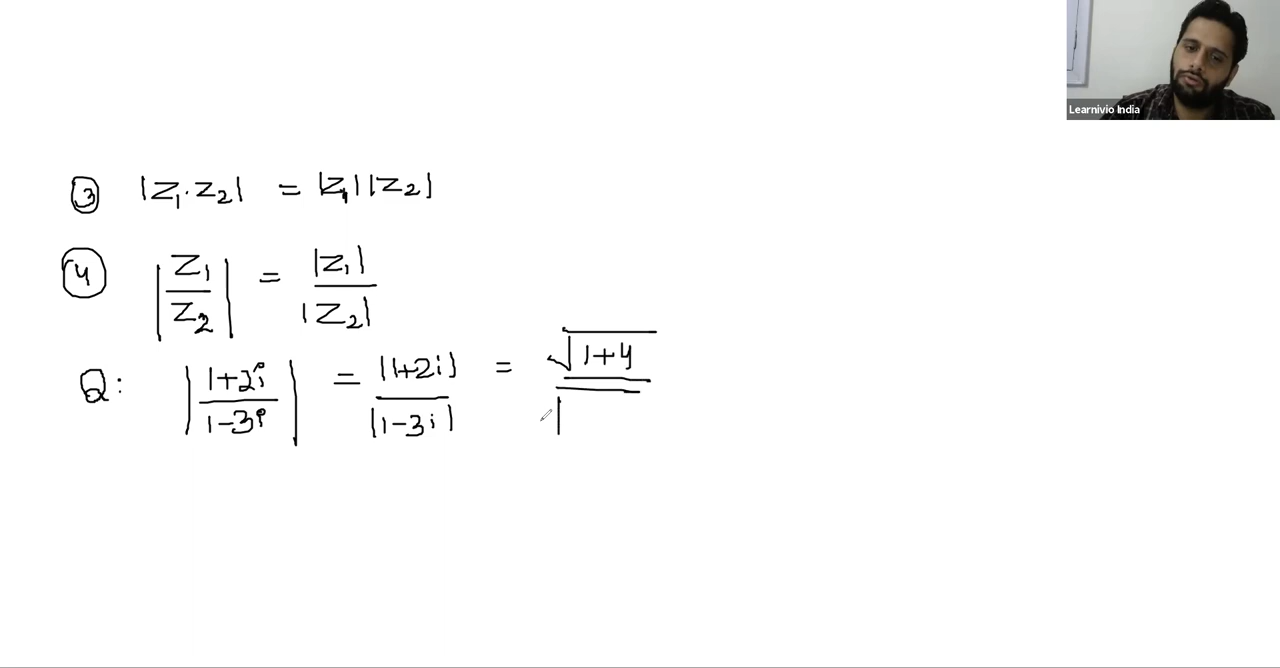 Learnivio India
③ |Z₁·Z₂| = |Z₁||Z₂|
④ |Z₁/Z₂| = |Z₁|/|Z₂|
Q: |1+2i/1-3i| = |1+2i|/|1-3i| = √1+4